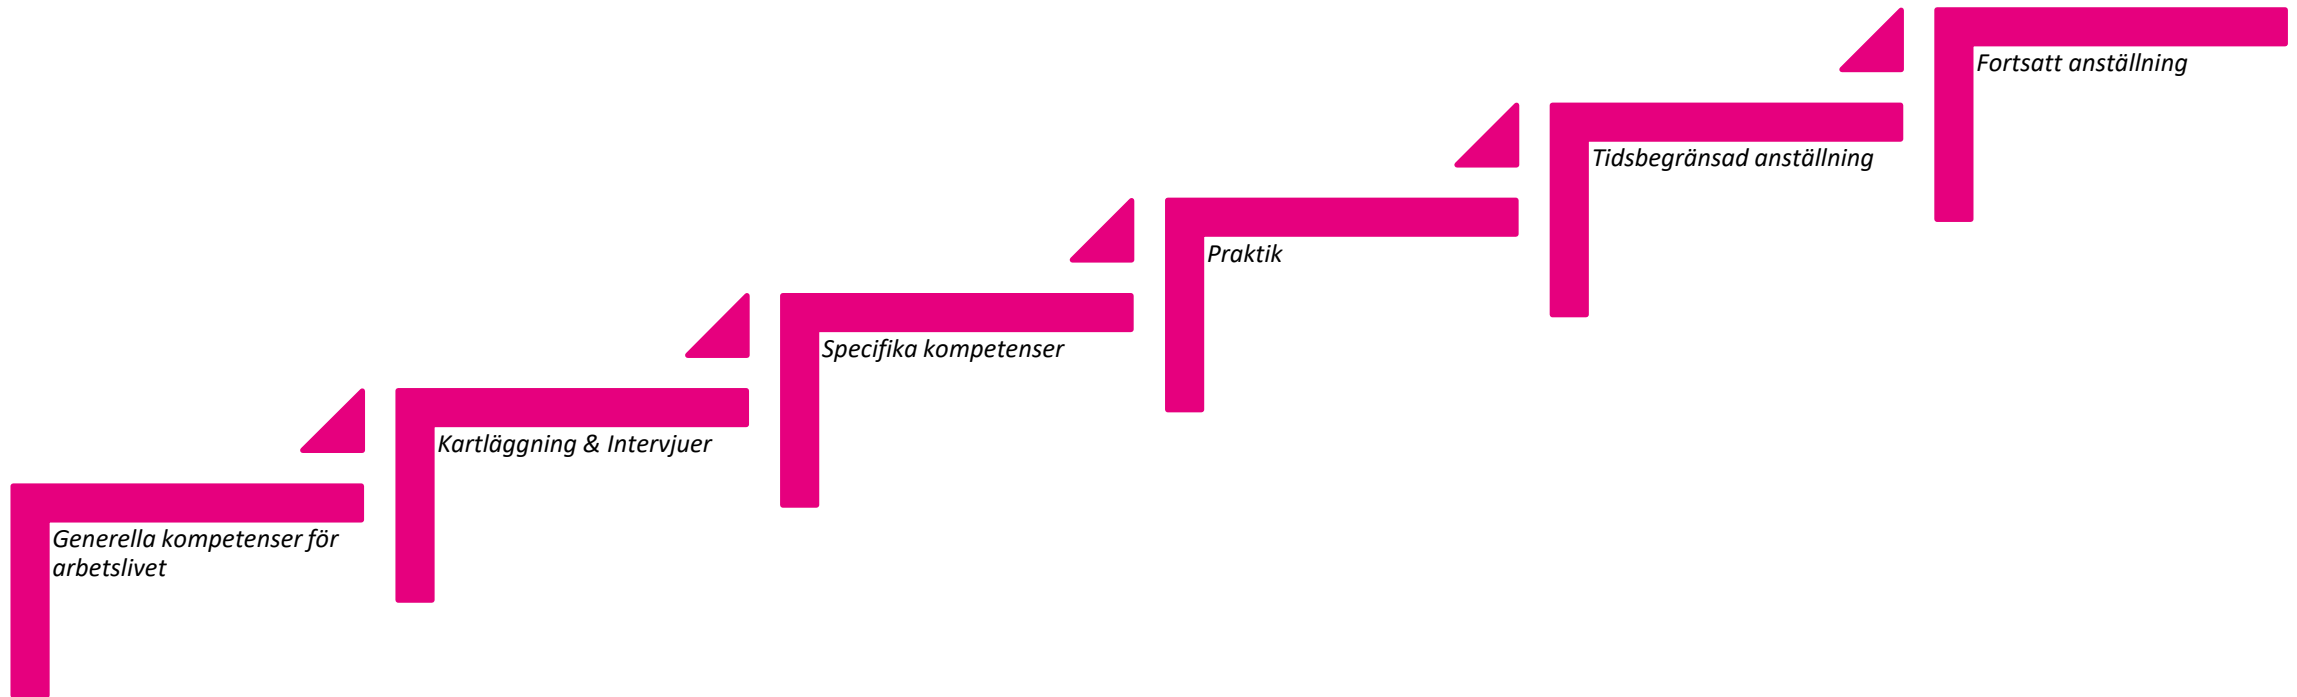 Generella kompetenser för
arbetslivet
Kartläggning & Intervjuer
Specifika kompetenser
Praktik
Tidsbegränsad anställning
Fortsatt anställning